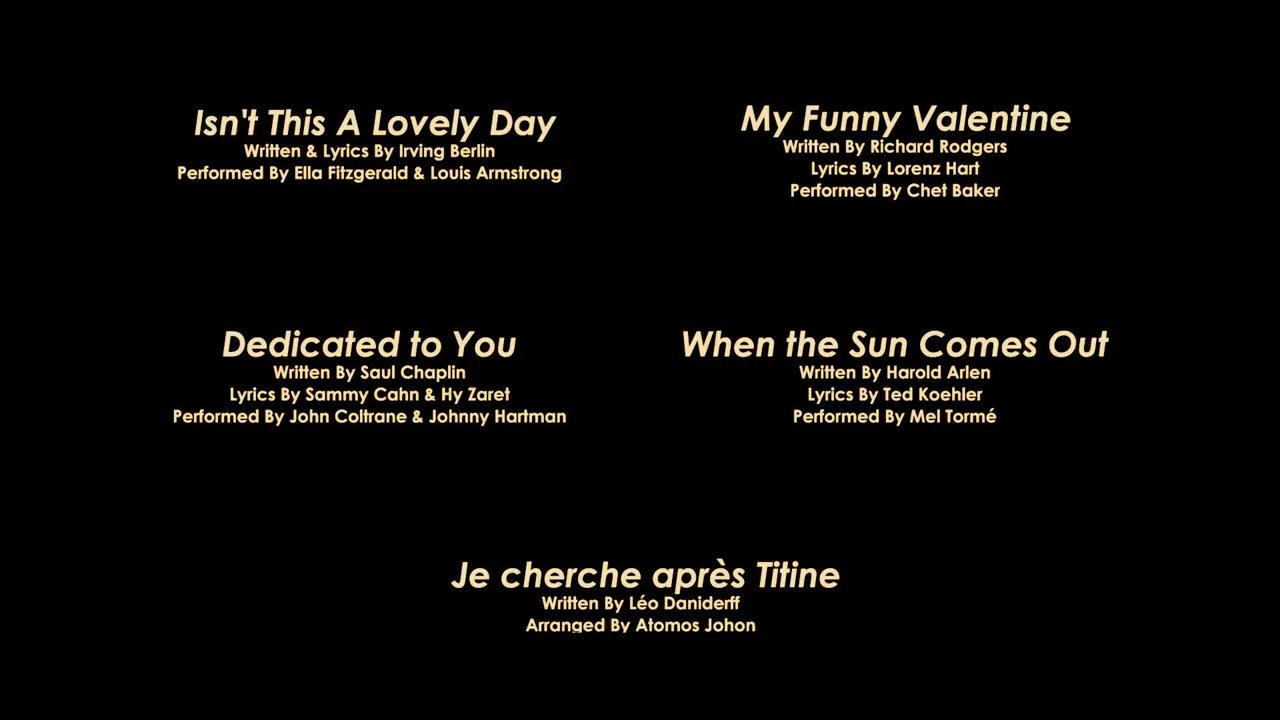 Isn't This A Lovely Day
Written & Lyrics By Irving Berlin
Performed By Ella Fitzgerald & Louis Armstrong
My Funny Valentine
Written By Richard Rodgers
Lyrics By Lorenz Hart
Performed By Chet Baker
Dedicated to You
Written By Saul Chaplin
Lyrics By Sammy Cahn & Hy Zaret
Performed By John Coltrane & Johnny Hartman
When the Sun Comes Out
Written By Harold Arlen
Lyrics By Ted Koehler
Performed By Mel Tormé
Je cherche après Titine
Written By Léo Daniderff
Arranged By Atomos Johon